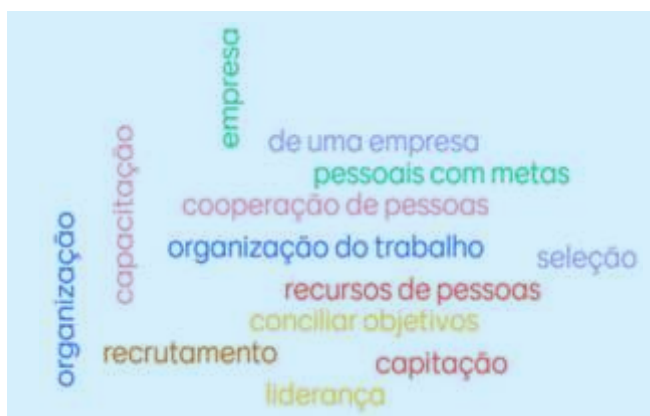 empresa
de uma empresa
pessoais com metas
capacitação
cooperação de pessoas
organização
organização do trabalho
seleção
recursos de pessoas
conciliar objetivos
recrutamento
capitação
liderança